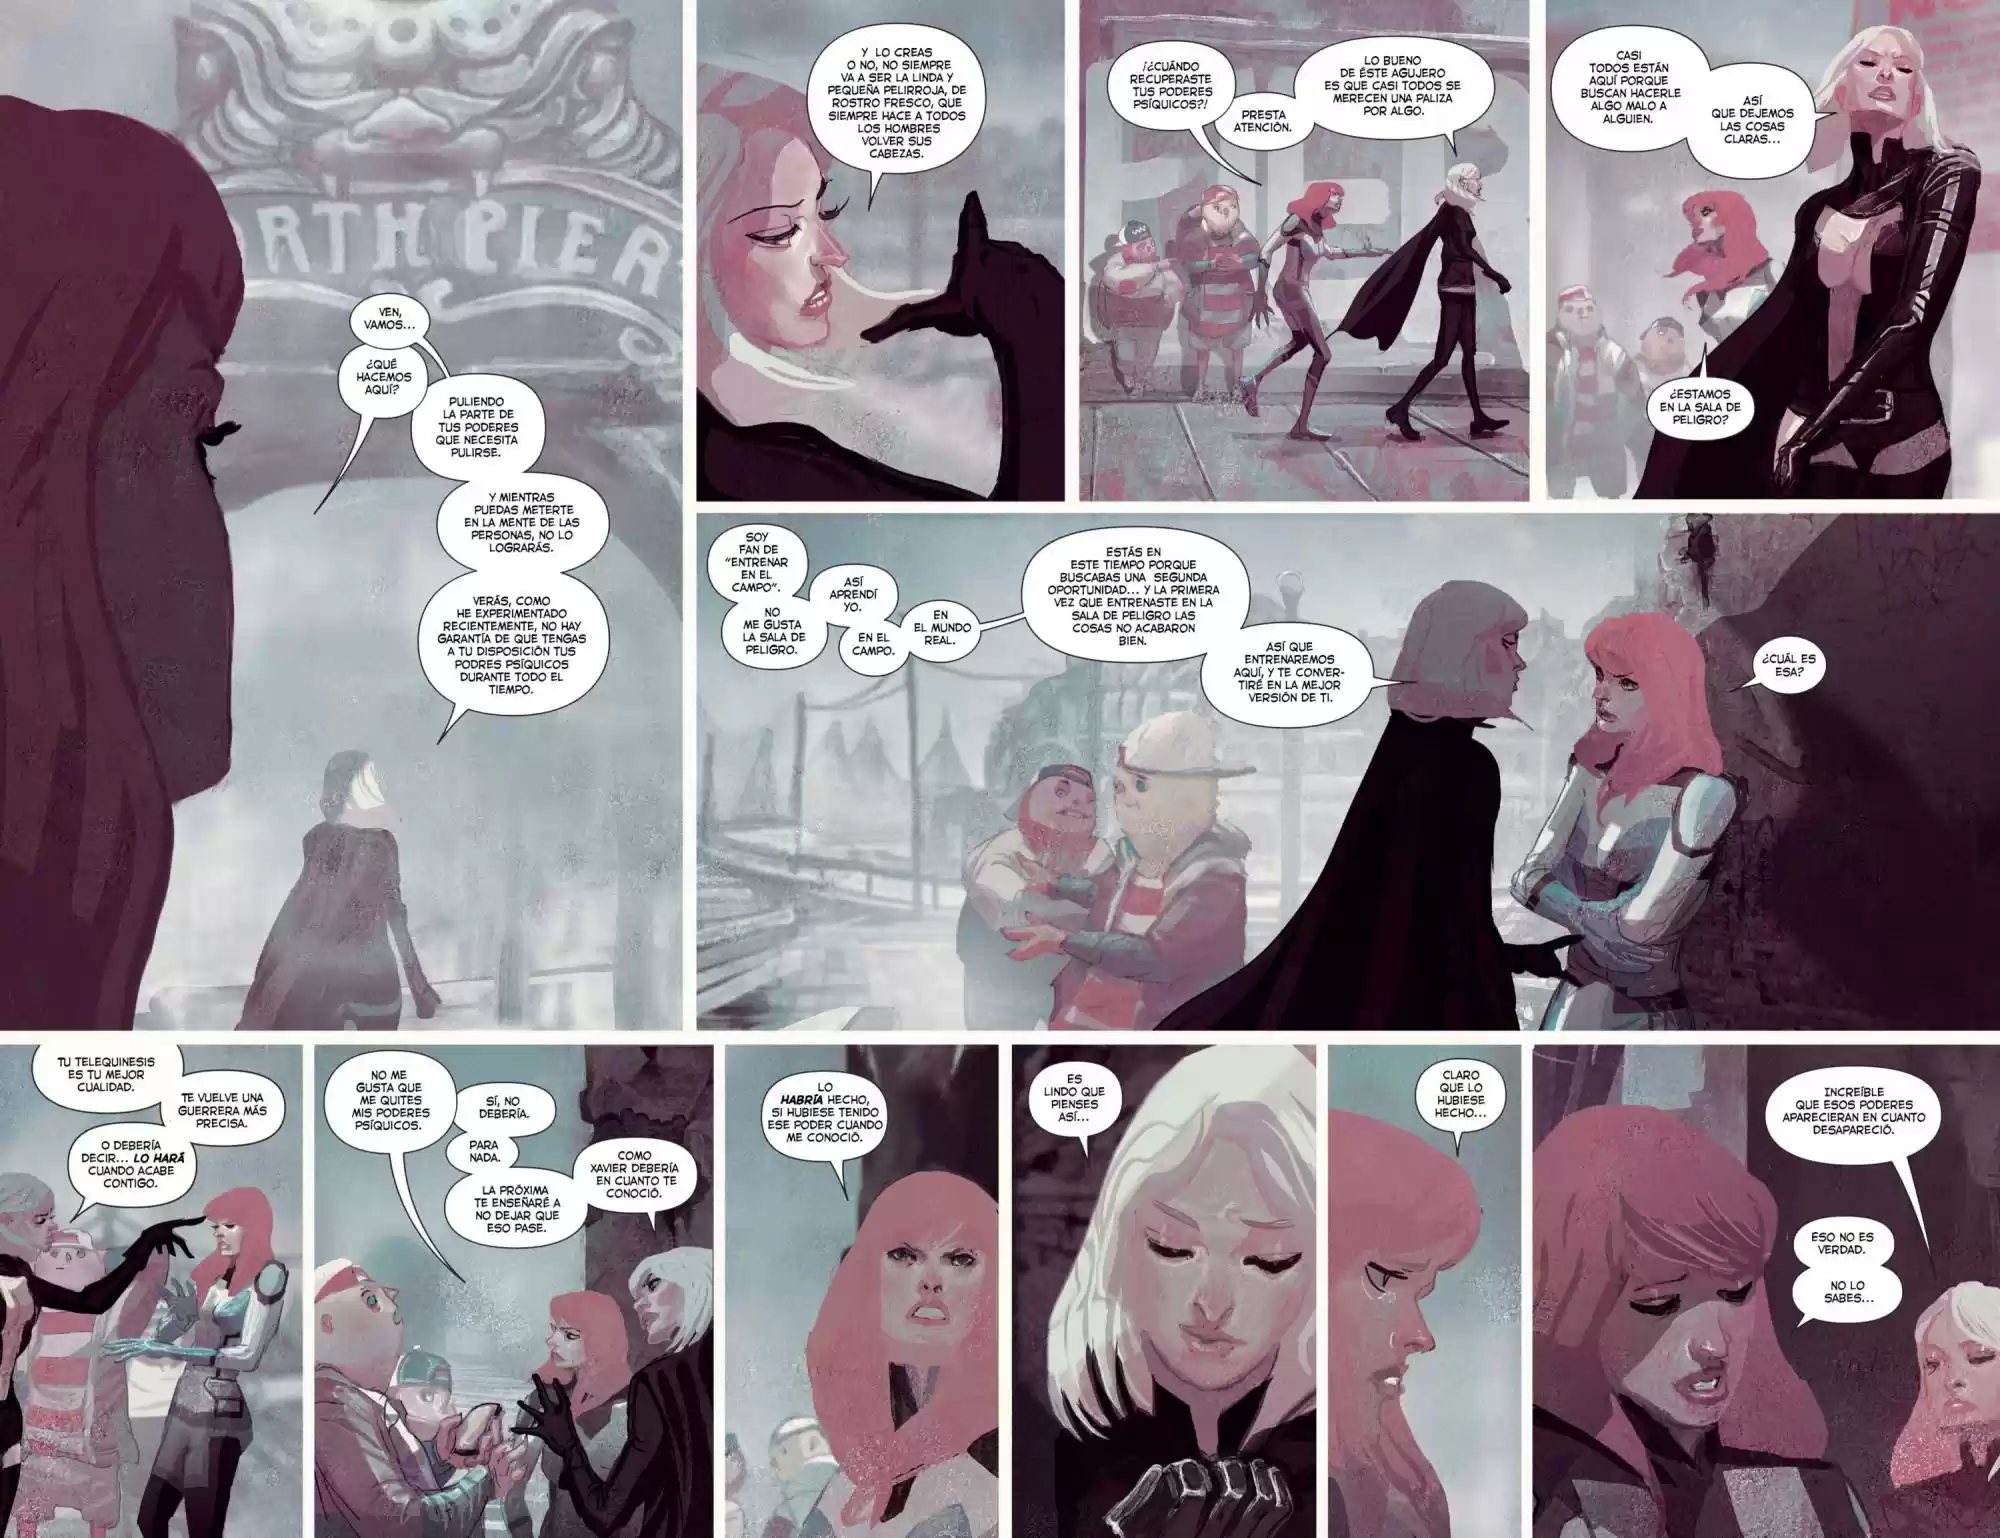 ORTH PIER
VEN,
VAMOS...
¿QUÉ
HACEMOS
AQUÍ?
PULIENDO
LA PARTE DE
TUS PODERES
QUE NECESITA
PULIRSE.
Y MIENTRAS
PUEDAS METERTE
EN LA MENTE DE LAS
PERSONAS, NO LO
LOGRARÁS.
VERÁS, COMO
HE EXPERIMENTADO
RECIENTEMENTE, NO HAY
GARANTÍA DE QUE TENGAS
A TU DISPOSICIÓN TUS
PODRES PSÍQUICOS
DURANTE TODO EL
TIEMPO.
Y LO CREAS
O NO, NO SIEMPRE
VA A SER LA LINDA Y
PEQUEÑA PELIRROJA, DE
ROSTRO FRESCO, QUE
SIEMPRE HACE A TODOS
LOS HOMBRES
VOLVER SUS
CABEZAS.
¡¿CUÁNDO
RECUPERASTE
TUS PODERES
PSÍQUICOS?!
PRESTA
ATENCIÓN.
LO BUENO
DE ÉSTE AGUJERO
ES QUE CASI TODOS SE
MERECEN UNA PALIZA
POR ALGO.
CASI
TODOS ESTÁN
AQUÍ PORQUE
BUSCAN HACERLE
ALGO MALO A
ALGUIEN.
ASÍ
QUE DEJEMOS
LAS COSAS
CLARAS...
¿ESTAMOS
EN LA SALA DE
PELIGRO?
SOY
FAN DE
"ENTRENAR
EN EL
CAMPO".
NO
ME GUSTA
LA SALA DE
PELIGRO.
ASÍ
APRENDÍ
YO.
EN EL
CAMPO.
EN
EL MUNDO
REAL.
ESTÁS EN
ESTE TIEMPO PORQUE
BUSCABAS UNA SEGUNDA
OPORTUNIDAD... Y LA PRIMERA
VEZ QUE ENTRENASTE EN LA
SALA DE PELIGRO LAS
COSAS NO ACABARON
BIEN.
ASÍ QUE
ENTRENAREMOS
AQUÍ, Y TE CONVER-
TIRÉ EN LA MEJOR
VERSIÓN DE TI.
¿CUÁL ES
ESA?
TU TELEQUINESIS
ES TU MEJOR
CUALIDAD.
TE VUELVE UNA
GUERRERA MÁS
PRECISA.
O DEBERÍA
DECIR... LO HARÁ
CUANDO ACABE
CONTIGO.
NO ME
GUSTA QUE
ME QUITES
MIS PODERES
PSÍQUICOS.
SÍ, NO
DEBERÍA.
PARA
NADA.
LA PRÓXIMA
TE ENSEÑARÉ A
NO DEJAR QUE
ESO PASE.
COMO
XAVIER DEBERÍA
EN CUANTO TE
CONOCIÓ.
LO
HABRÍA HECHO,
SI HUBIESE TENIDO
ESE PODER CUANDO
ME CONOCIÓ.
ES
LINDO QUE
PIENSES
ASÍ...
CLARO
QUE LO
HUBIESE
HECHO...
INCREÍBLE
QUE ESOS PODERES
APARECIERAN EN CUANTO
DESAPARECIÓ.
ESO NO ES
VERDAD.
NO LO
SABES...